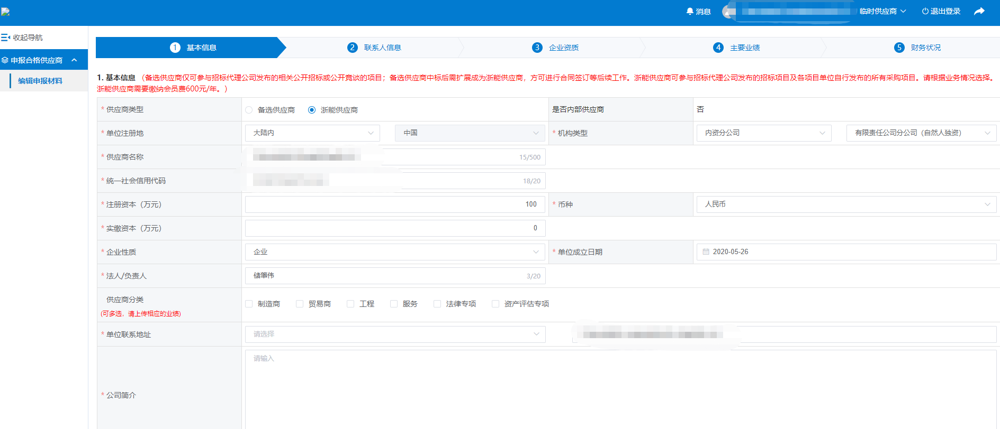 消息
临时供应商
退出登录
收起导航
申报合格供应商
编辑申报材料
1 基本信息
2 联系人信息
3 企业资质
4 主要业绩
5 财务状况
1. 基本信息 （备选供应商仅可参与招标代理公司发布的相关公开招标或公开竟谈的项目；备选供应商中标后需扩展成为浙能供应商，方可进行合同签订等后续工作。浙能供应商可参与招标代理公司发布的招标项目及各项目单位自行发布的所有采购项目。请根据业务情况选择。
浙能供应商需要缴纳会员费600元/年。）
* 供应商类型 备选供应商 浙能供应商 是否内部供应商 否
* 单位注册地 大陆内 中国 * 机构类型 内资分公司 有限责任公司分公司（自然人独资）
* 供应商名称 15/500
* 统一社会信用代码 18/20
* 注册资本（万元） 100 * 币种 人民币
* 实缴资本（万元） 0
* 企业性质 企业 * 单位成立日期 2020-05-26
* 法人/负责人 储肇伟 3/20
供应商分类
(可多选，请上传相应的业绩)
制造商 贸易商 工程 服务 法律专项 资产评估专项
* 单位联系地址 请选择
* 公司简介 请输入